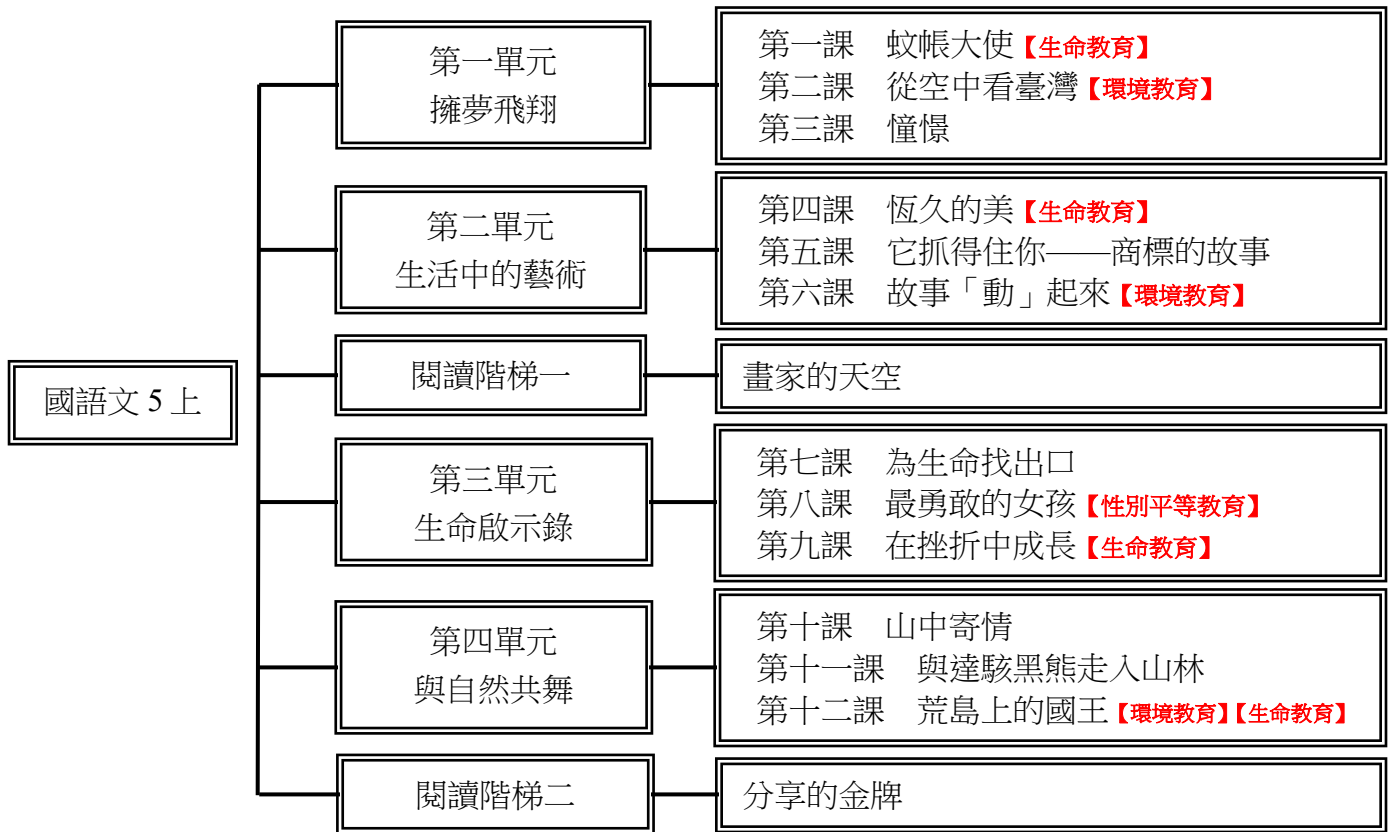 國語文 5 上
第一單元
擁夢飛翔
第一課　蚊帳大使【生命教育】
第二課　從空中看臺灣【環境教育】
第三課　憧憬
第二單元
生活中的藝術
第四課　恆久的美【生命教育】
第五課　它抓得住你——商標的故事
第六課　故事「動」起來【環境教育】
閱讀階梯一
畫家的天空
第三單元
生命啟示錄
第七課　為生命找出口
第八課　最勇敢的女孩【性別平等教育】
第九課　在挫折中成長【生命教育】
第四單元
與自然共舞
第十課　山中寄情
第十一課　與達駭黑熊走入山林
第十二課　荒島上的國王【環境教育】【生命教育】
閱讀階梯二
分享的金牌